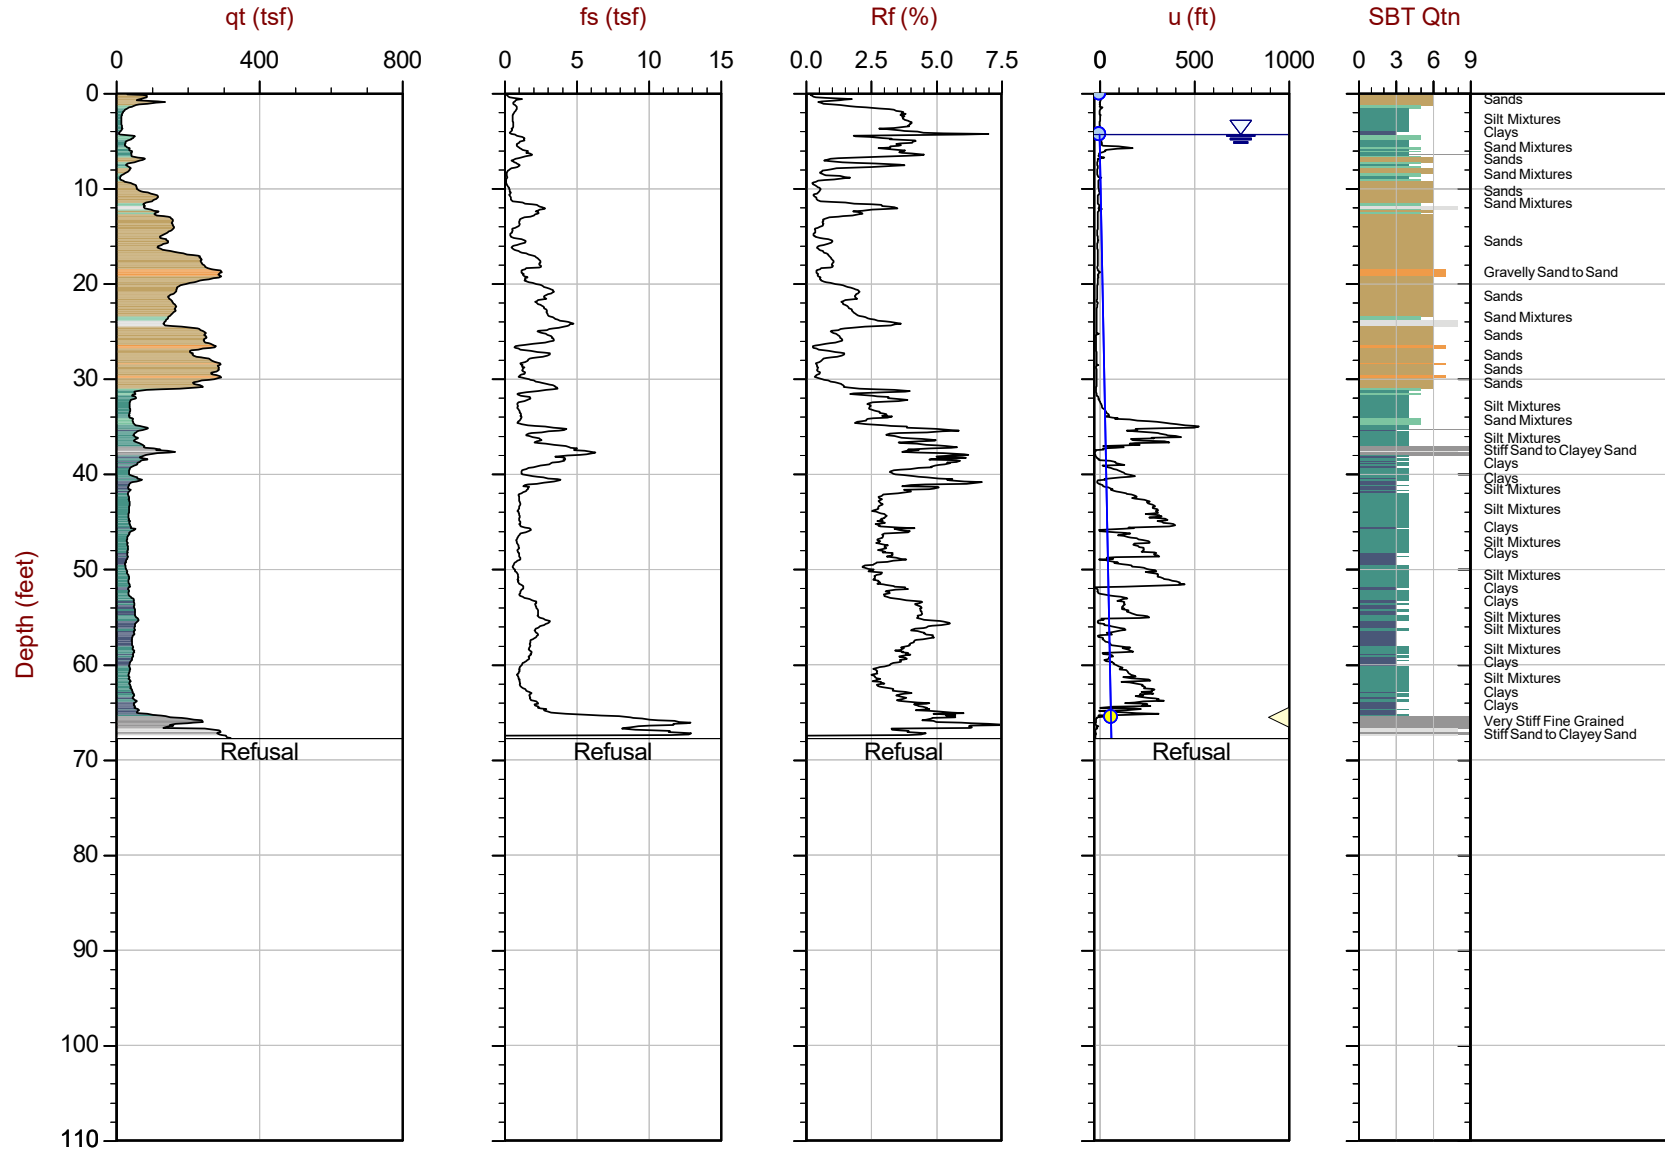 qt (tsf) fs (tsf) Rf (%) u (ft) SBT Qtn
0 400 800 0 5 10 15 0.0 2.5 5.0 7.5 0 500 1000 0 3 6 9
0
Sands
Silt Mixtures
Clays
Sand Mixtures
Sands
Sand Mixtures
10
Sands
Sand Mixtures
Sands
Gravelly Sand to Sand
20
Sands
Sand Mixtures
Sands
Sands
Sands
30
Sands
Silt Mixtures
Sand Mixtures
Silt Mixtures
Stiff Sand to Clayey Sand
Clays
40
Clays
Silt Mixtures
Silt Mixtures
Clays
Silt Mixtures
Clays
50
Silt Mixtures
Clays
Clays
Silt Mixtures
Silt Mixtures
Silt Mixtures
Clays
60
Silt Mixtures
Clays
Clays
Very Stiff Fine Grained
Stiff Sand to Clayey Sand
Refusal Refusal Refusal Refusal
70
80
90
100
110
Depth (feet)